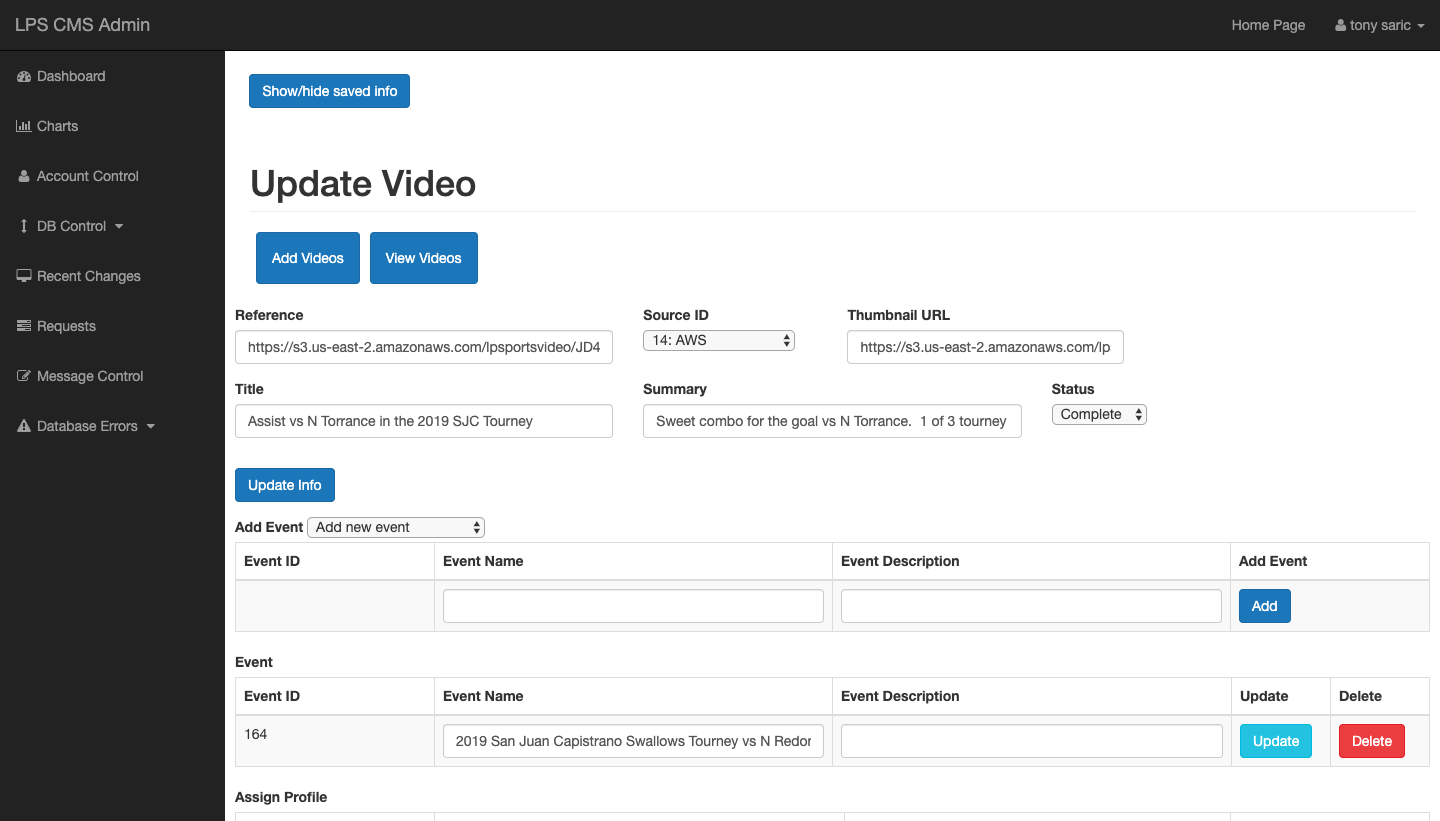 LPS CMS Admin
Home Page
tony saric
Dashboard
Charts
Account Control
DB Control
Recent Changes
Requests
Message Control
Database Errors
Show/hide saved info
Update Video
Add Videos
View Videos
Reference
Source ID
Thumbnail URL
https://s3.us-east-2.amazonaws.com/lpsportsvideo/JD4
14: AWS
https://s3.us-east-2.amazonaws.com/lp
Title
Summary
Status
Assist vs N Torrance in the 2019 SJC Tourney
Sweet combo for the goal vs N Torrance.  1 of 3 tourney
Complete
Update Info
Add Event
Add new event
Event ID
Event Name
Event Description
Add Event
Add
Event
Event ID
Event Name
Event Description
Update
Delete
164
2019 San Juan Capistrano Swallows Tourney vs N Redor
Update
Delete
Assign Profile